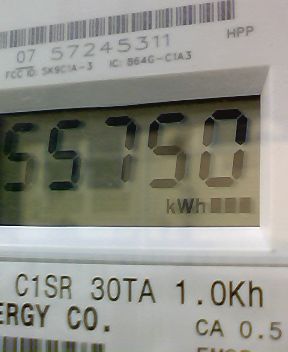 07 57245311
HPP
FCC ID: SK9C1A-3 IC: 864G-C1A3
55750
kWh
C1SR 30TA 1.0Kh
ERGY CO.
CA 0.5